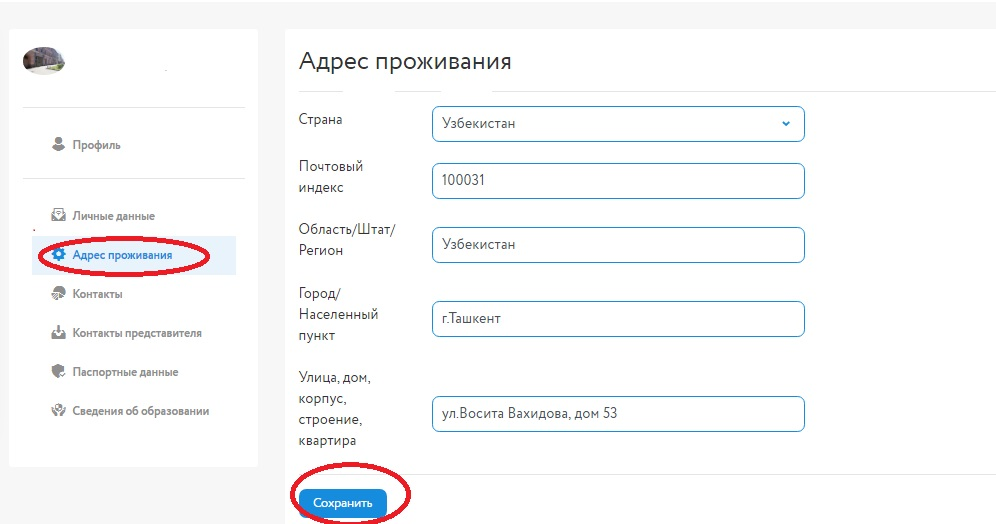 Профиль
Личные данные
Адрес проживания
Контакты
Контакты представителя
Паспортные данные
Сведения об образовании
Адрес проживания
Страна
Узбекистан
Почтовый
индекс
100031
Область/Штат/
Регион
Узбекистан
Город/
Населенный
пункт
г.Ташкент
Улица, дом,
корпус,
строение,
квартира
ул.Восита Вахидова, дом 53
Сохранить